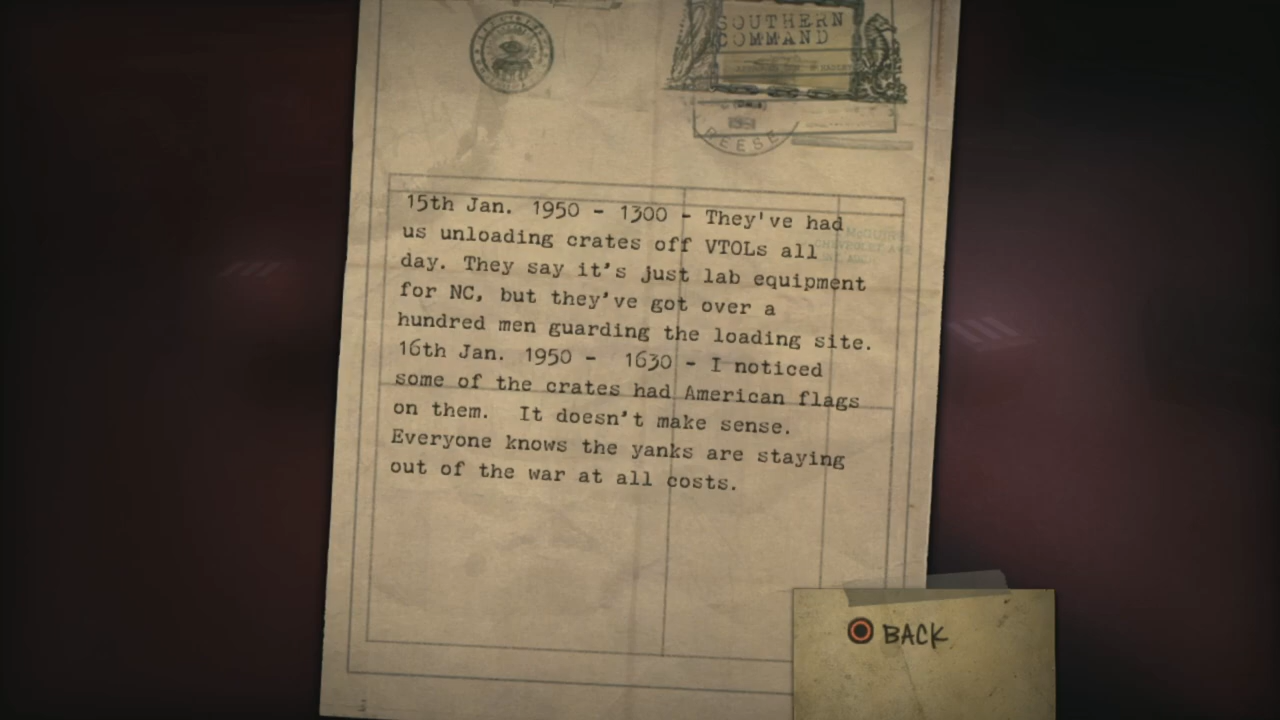 SOUTHERN
COMMAND
1951
REESE
15th Jan. 1950 - 1300 - They've had
us unloading crates off VTOLs all
day. They say it's just lab equipment
for NC, but they've got over a
hundred men guarding the loading site.
16th Jan. 1950 -  1630 - I noticed
some of the crates had American flags
on them.  It doesn't make sense.
Everyone knows the yanks are staying
out of the war at all costs.
BACK